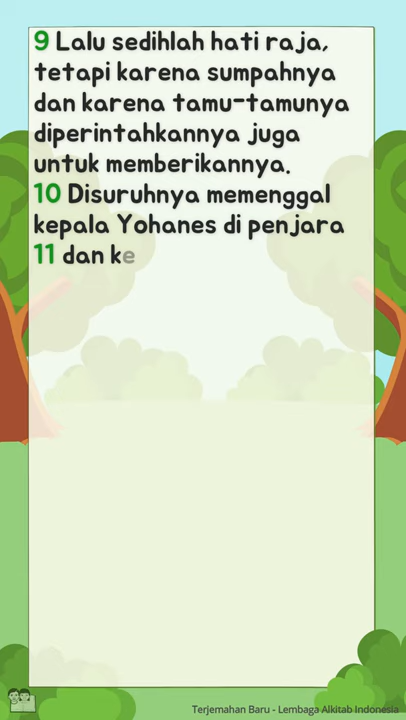 9 Lalu sedihlah hati raja,
tetapi karena sumpahnya
dan karena tamu-tamunya
diperintahkannya juga
untuk memberikannya.
10 Disuruhnya memenggal
kepala Yohanes di penjara
11 dan ke
Terjemahan Baru - Lembaga Alkitab Indonesia